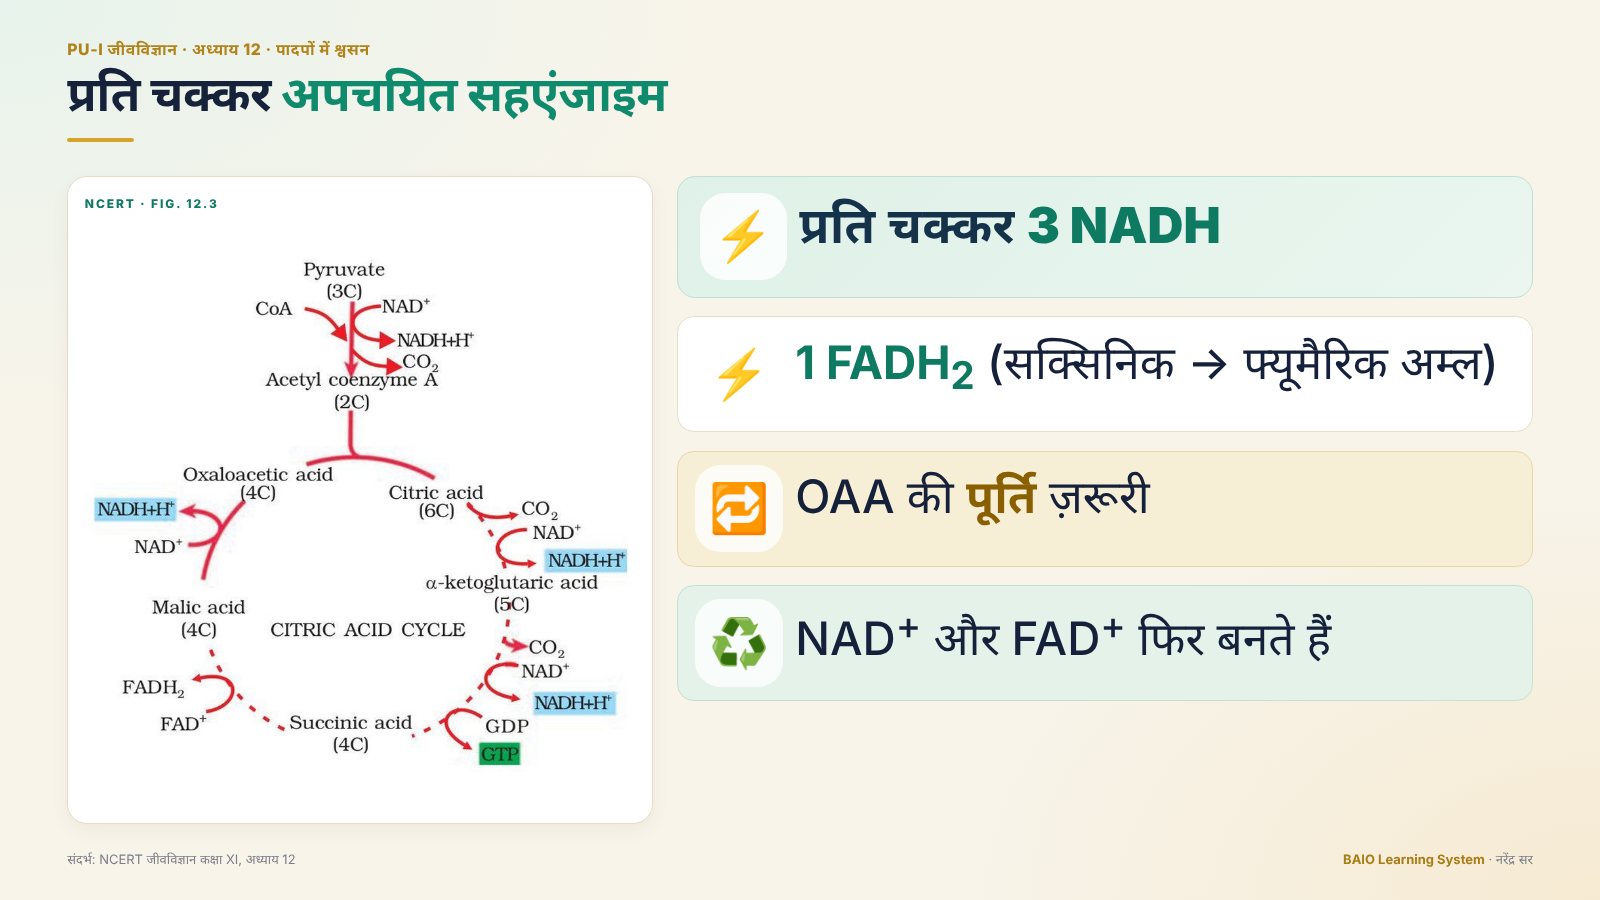 PU-I जीवविज्ञान · अध्याय 12 · पादपों में श्वसन
प्रति चक्कर अपचयित सहएंजाइम
NCERT · FIG. 12.3
Pyruvate
(3C)
CoA
NAD⁺
NADH+H⁺
CO₂
Acetyl coenzyme A
(2C)
Oxaloacetic acid
(4C)
Citric acid
(6C)
NADH+H⁺
NAD⁺
CO₂
NAD⁺
NADH+H⁺
α-ketoglutaric acid
(5C)
Malic acid
(4C)
CITRIC ACID CYCLE
CO₂
NAD⁺
NADH+H⁺
FADH₂
FAD⁺
Succinic acid
(4C)
GDP
GTP
प्रति चक्कर 3 NADH
1 FADH₂ (सक्सिनिक → फ्यूमैरिक अम्ल)
OAA की पूर्ति ज़रूरी
NAD⁺ और FAD⁺ फिर बनते हैं
संदर्भ: NCERT जीवविज्ञान कक्षा XI, अध्याय 12
BAIO Learning System · नरेंद्र सर